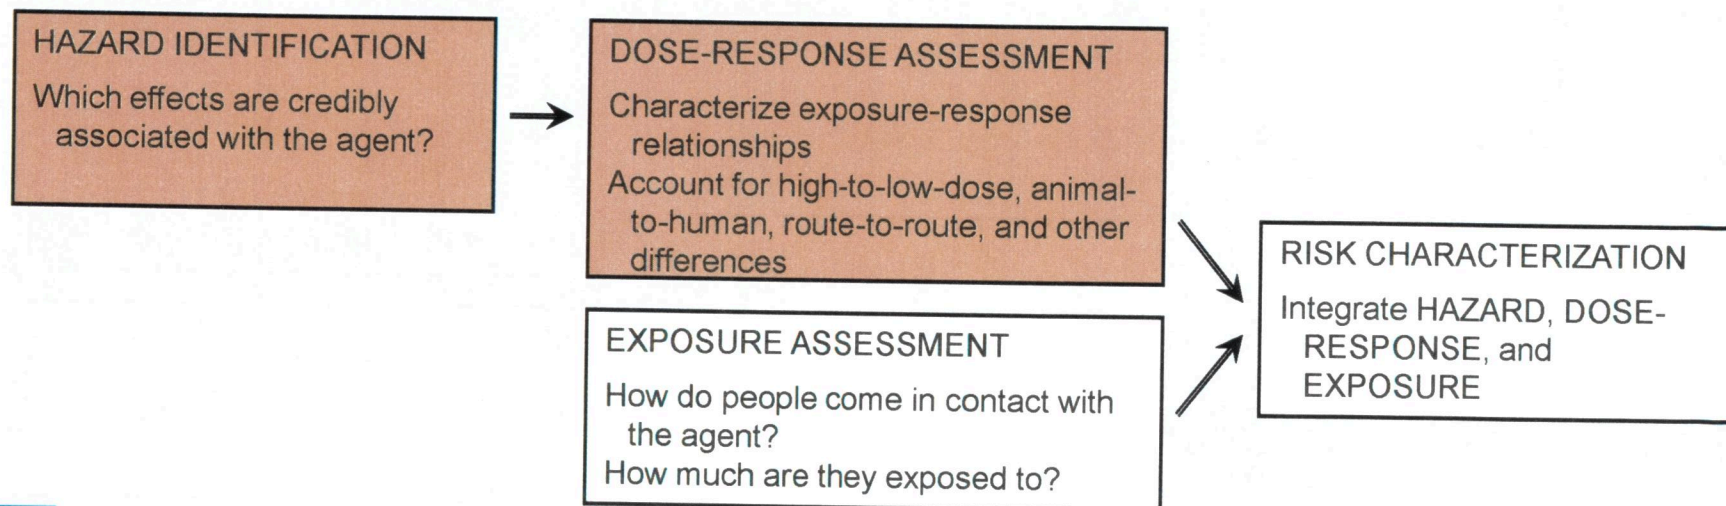 HAZARD IDENTIFICATION
Which effects are credibly
associated with the agent?
DOSE-RESPONSE ASSESSMENT
Characterize exposure-response
relationships
Account for high-to-low-dose, animal-
to-human, route-to-route, and other
differences
EXPOSURE ASSESSMENT
How do people come in contact with
the agent?
How much are they exposed to?
RISK CHARACTERIZATION
Integrate HAZARD, DOSE-
RESPONSE, and
EXPOSURE